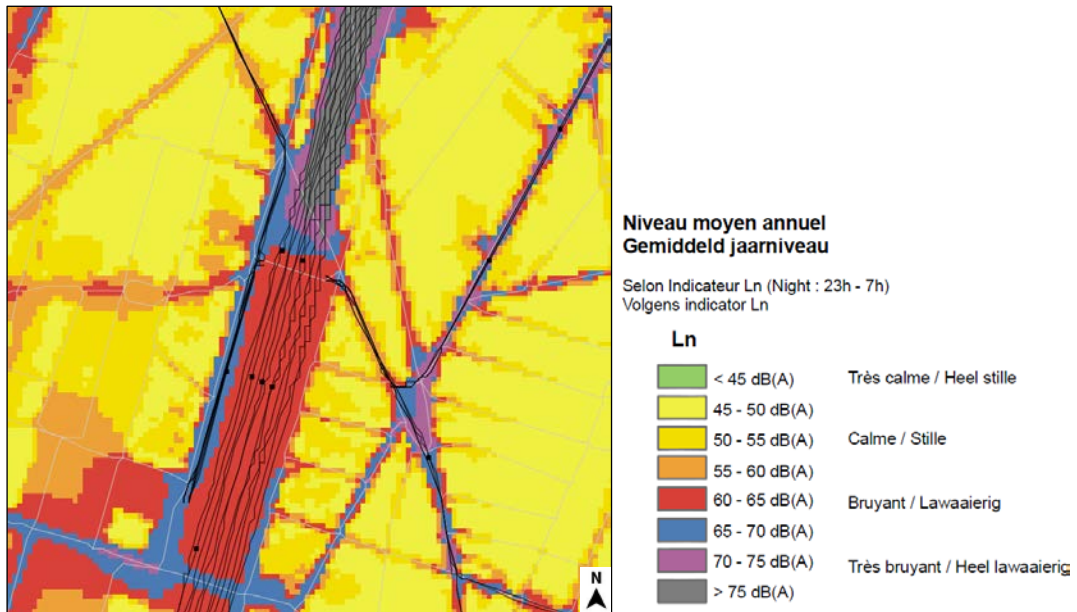 Niveau moyen annuel
Gemiddeld jaarniveau
Selon Indicateur Ln (Night : 23h - 7h)
Volgens indicator Ln
Ln
< 45 dB(A) Très calme / Heel stille
45 - 50 dB(A)
50 - 55 dB(A) Calme / Stille
55 - 60 dB(A)
60 - 65 dB(A) Bruyant / Lawaaierig
65 - 70 dB(A)
70 - 75 dB(A) Très bruyant / Heel lawaaierig
> 75 dB(A)
N